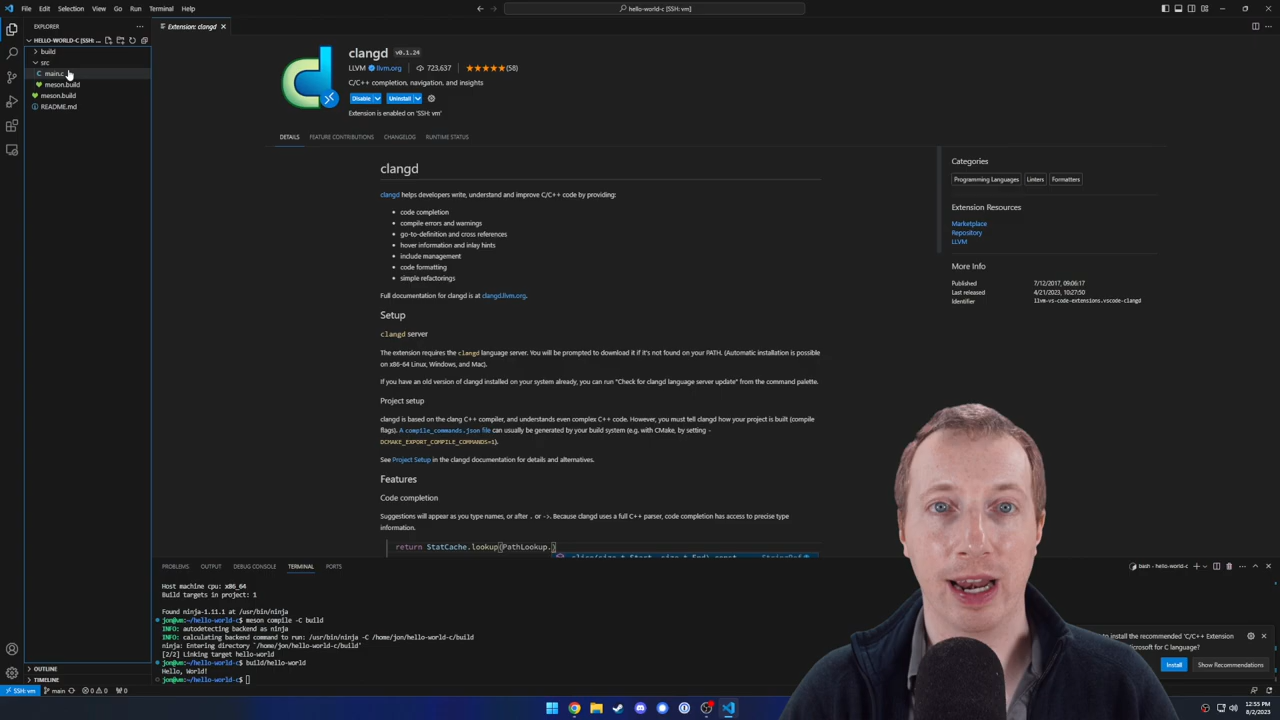 File Edit Selection View Go Run Terminal Help
hello-world-c [SSH: vm]
EXPLORER
HELLO-WORLD-C [SSH: ...
build
src
C main.c
meson.build
meson.build
README.md
OUTLINE
TIMELINE
Extension: clangd
clangd v0.1.24
LLVM llvm.org 723,637 (58)
C/C++ completion, navigation, and insights
Disable Uninstall
Extension is enabled on 'SSH: vm'
DETAILS FEATURE CONTRIBUTIONS CHANGELOG RUNTIME STATUS
clangd
clangd helps developers write, understand and improve C/C++ code by providing:
code completion
compile errors and warnings
go-to-definition and cross references
hover information and inlay hints
include management
code formatting
simple refactorings
Full documentation for clangd is at clangd.llvm.org.
Setup
clangd server
The extension requires the clangd language server. You will be prompted to download it if it's not found on your PATH. (Automatic installation is possible
on x86-64 Linux, Windows, and Mac).
If you have an old version of clangd installed on your system already, you can run "Check for clangd language server update" from the command palette.
Project setup
clangd is based on the clang C++ compiler, and understands even complex C++ code. However, you must tell clangd how your project is built (compile
flags). A compile_commands.json file can usually be generated by your build system (e.g. with CMake, by setting -
DCMAKE_EXPORT_COMPILE_COMMANDS=1).
See Project Setup in the clangd documentation for details and alternatives.
Features
Code completion
Suggestions will appear as you type names, or after . or ->. Because clangd uses a full C++ parser, code completion has access to precise type
information.
return StatCache.lookup(PathLookup.)
Categories
Programming Languages Linters Formatters
Extension Resources
Marketplace
Repository
LLVM
More Info
Published 7/12/2017, 09:06:17
Last released 4/21/2023, 10:27:50
Identifier llvm-vs-code-extensions.vscode-clangd
PROBLEMS OUTPUT DEBUG CONSOLE TERMINAL PORTS
bash - hello-world-c
Host machine cpu: x86_64
Build targets in project: 1
Found ninja-1.11.1 at /usr/bin/ninja
jon@vm:~/hello-world-c$ meson compile -C build
INFO: autodetecting backend as ninja
INFO: calculating backend command to run: /usr/bin/ninja -C /home/jon/hello-world-c/build
ninja: Entering directory `/home/jon/hello-world-c/build'
[2/2] Linking target hello-world
jon@vm:~/hello-world-c$ build/hello-world
Hello, World!
jon@vm:~/hello-world-c$
to install the recommended 'C/C++ Extension
icrosoft for C language?
Install Show Recommendations
SSH: vm main 0 0 0
12:55 PM
8/2/2023